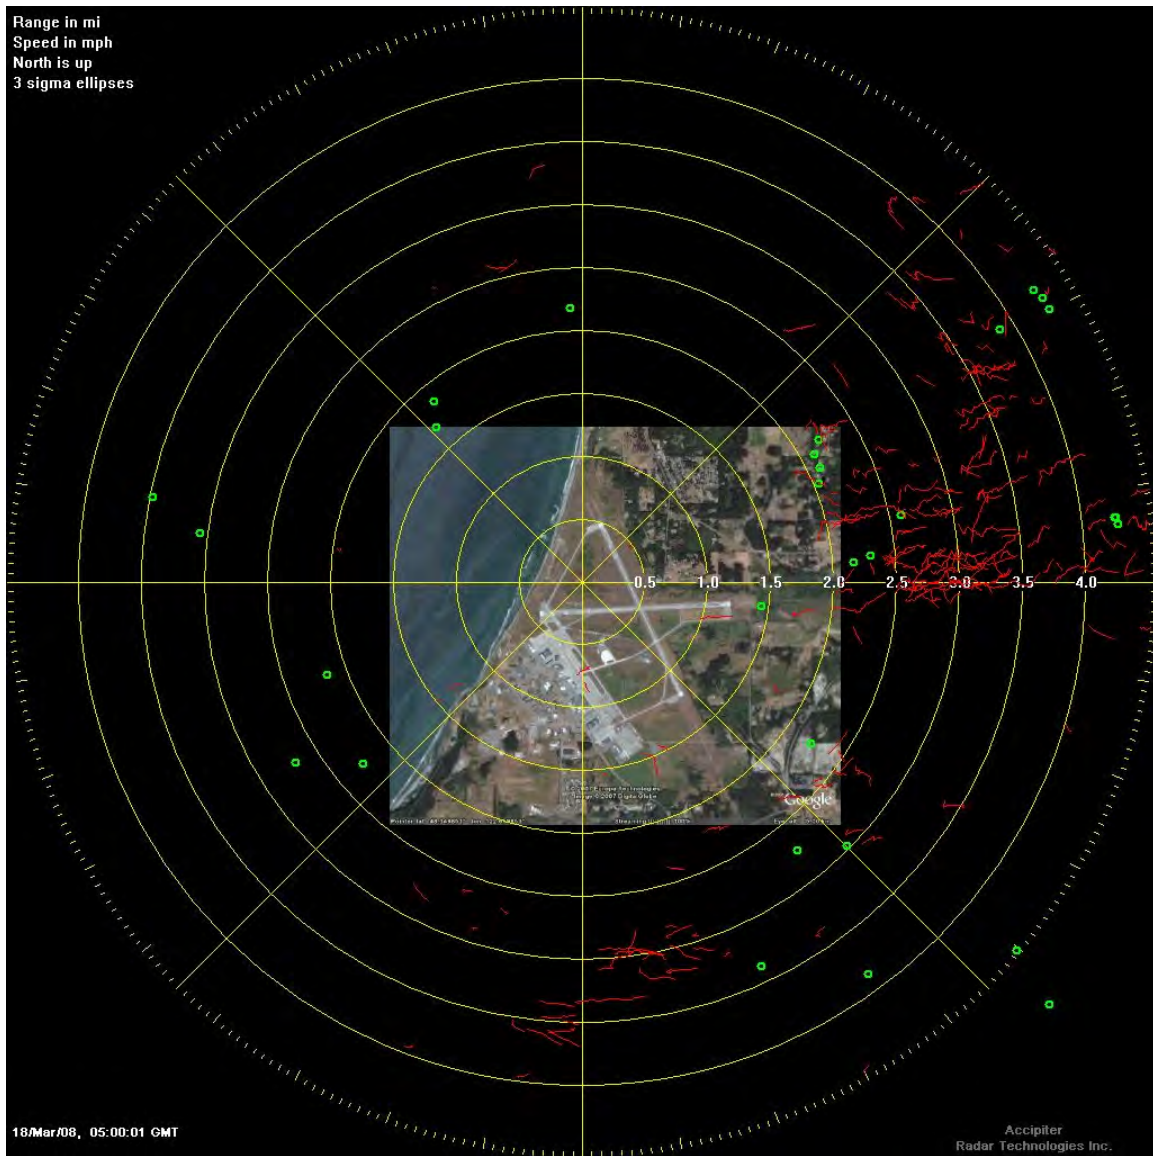 Range in mi
Speed in mph
North is up
3 sigma ellipses
0.5 1.0 1.5 2.0 2.5 3.0 3.5 4.0
Google
18/Mar/08, 05:00:01 GMT
Accipiter
Radar Technologies Inc.